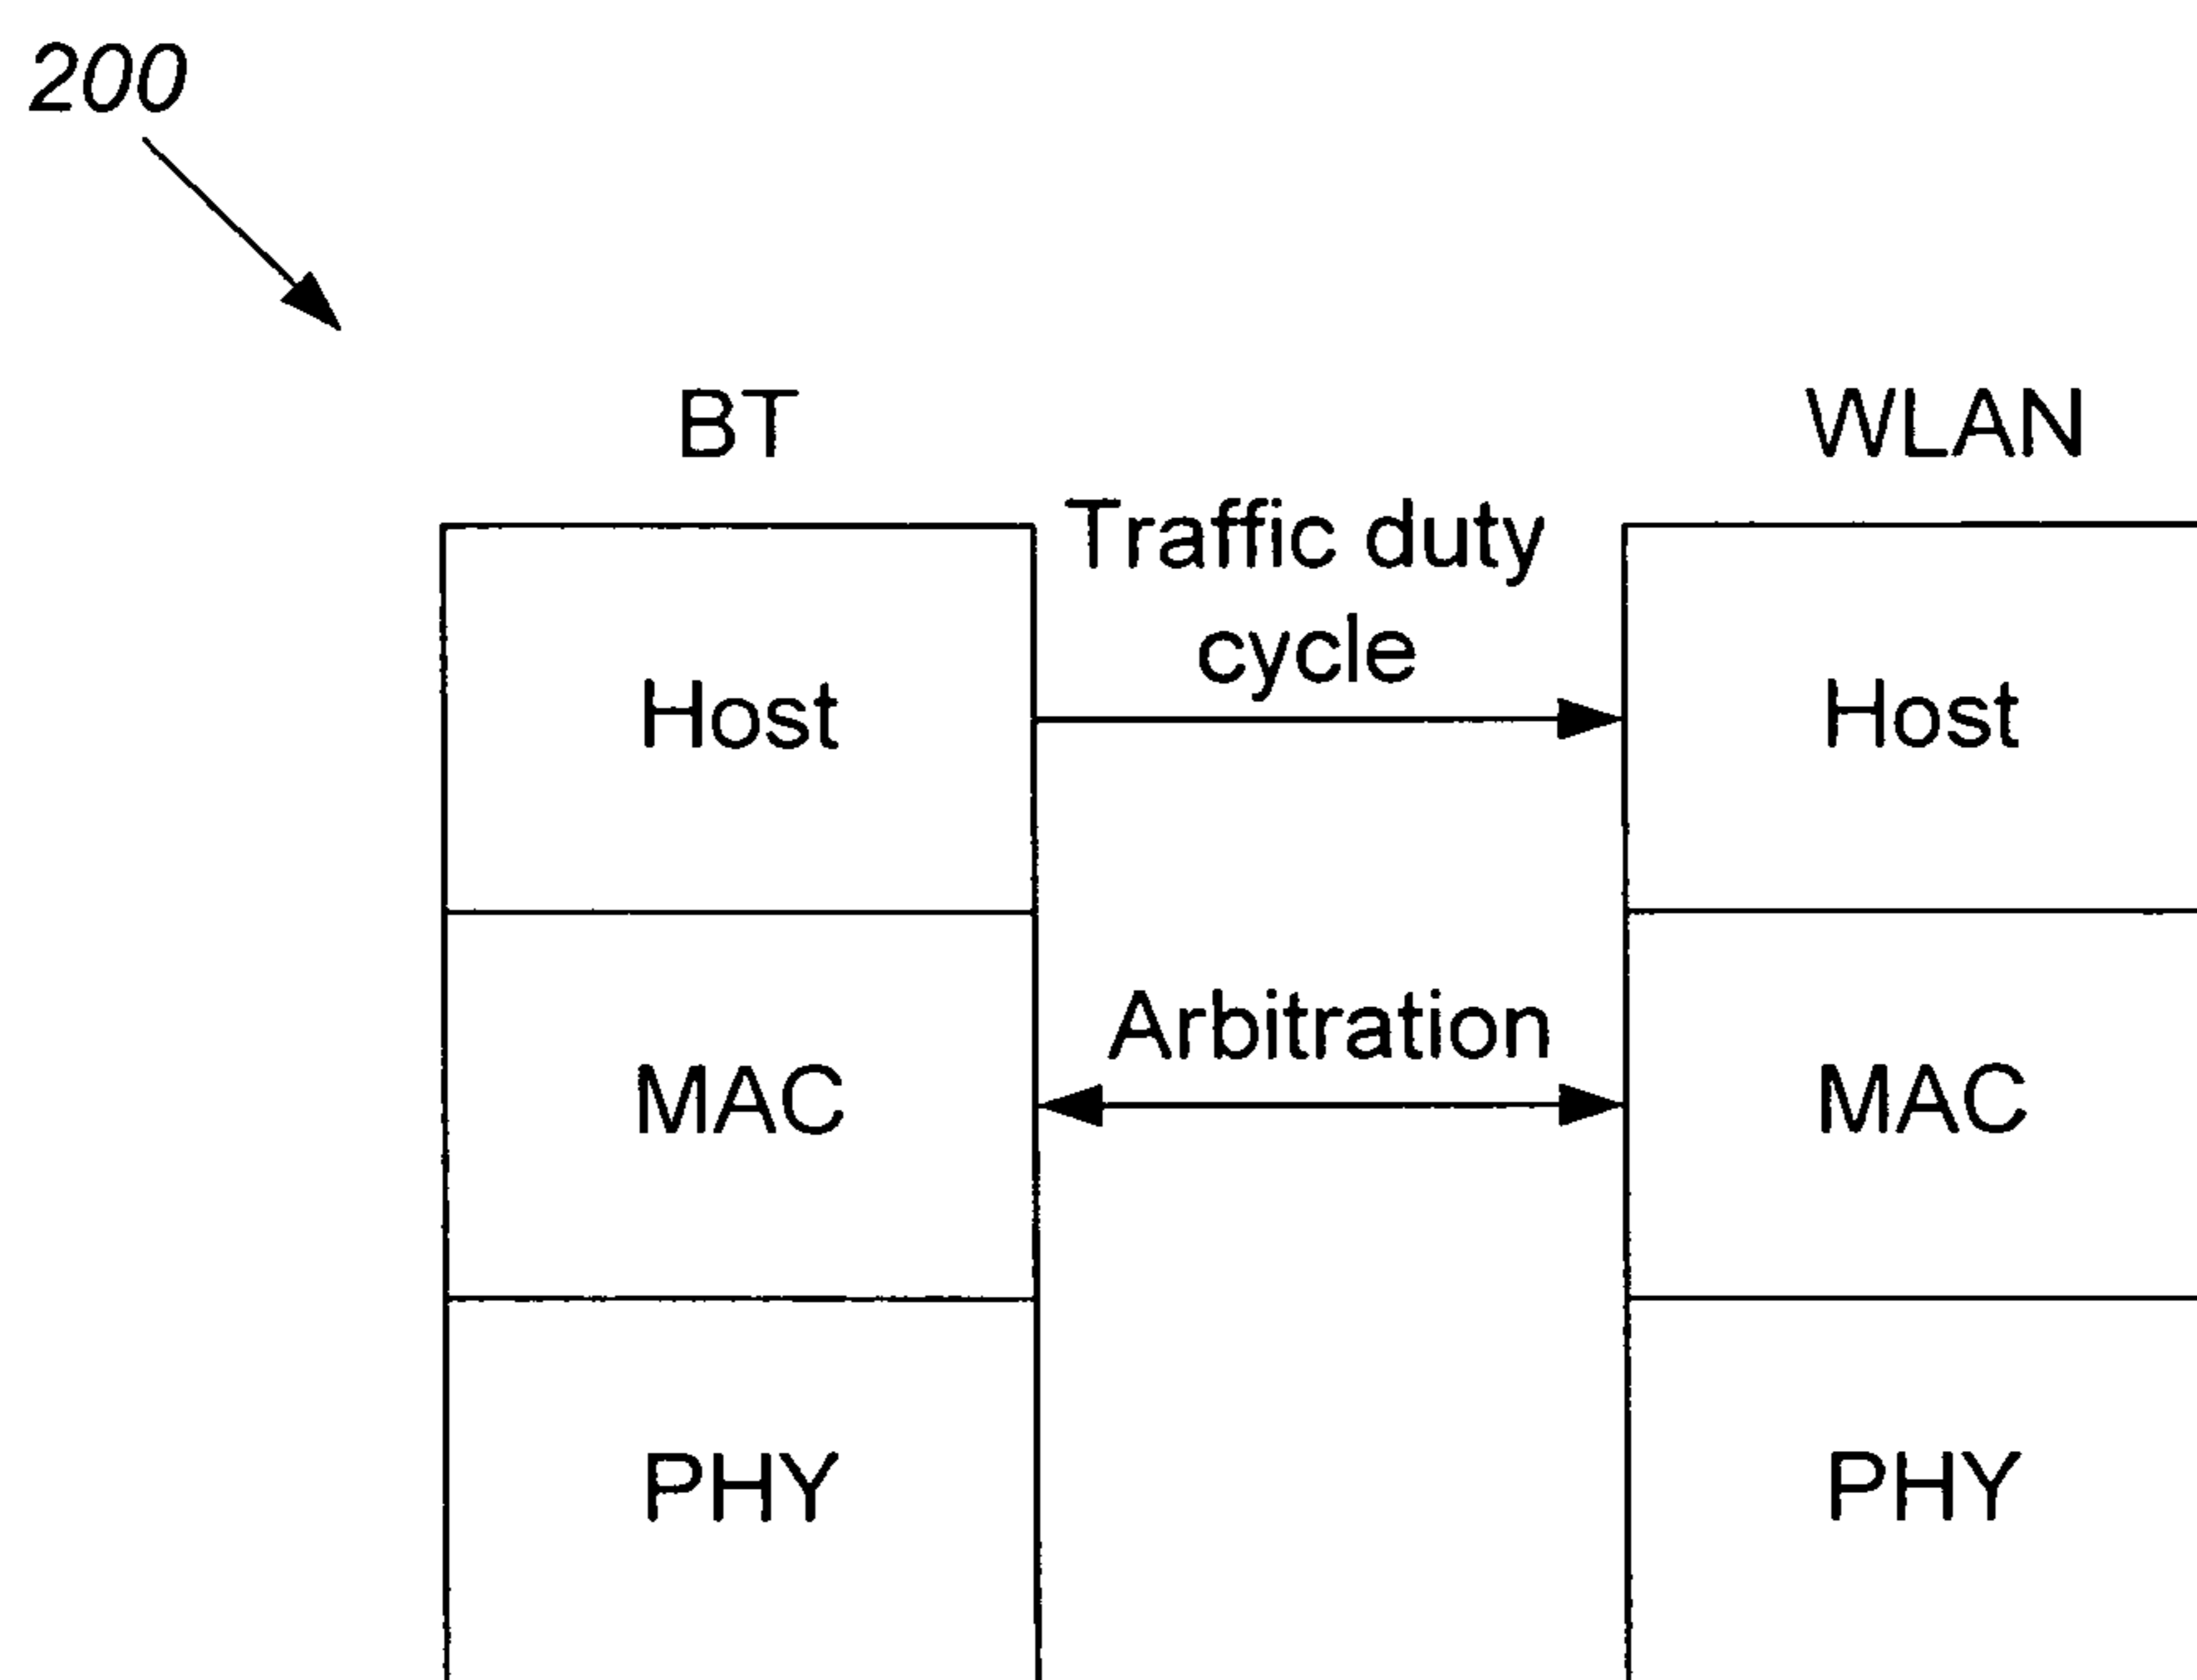 200
BT
WLAN
Traffic duty
cycle
Host
Host
Arbitration
MAC
MAC
PHY
PHY